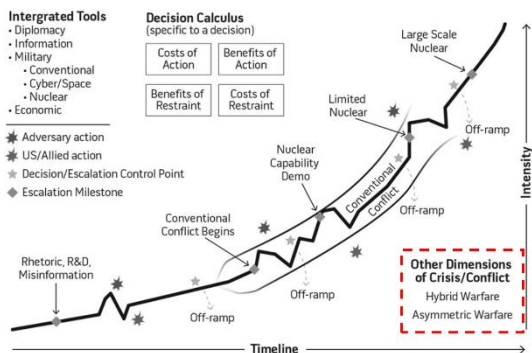 Intergrated Tools
• Diplomacy
• Information
• Military
• Conventional
• Cyber/Space
• Nuclear
• Economic
Adversary action
US/Allied action
Decision/Escalation Control Point
Escalation Milestone
Decision Calculus
(specific to a decision)
Costs of
Action
Benefits of
Action
Benefits of
Restraint
Costs of
Restraint
Large Scale
Nuclear
Off-ramp
Limited
Nuclear
Nuclear
Capability
Demo
Conventional
Conflict
Off-ramp
Conventional
Conflict Begins
Off-ramp
Rhetoric, R&D,
Misinformation
Off-ramp
Other Dimensions
of Crisis/Conflict
Hybrid Warfare
Asymmetric Warfare
Intensity
Timeline